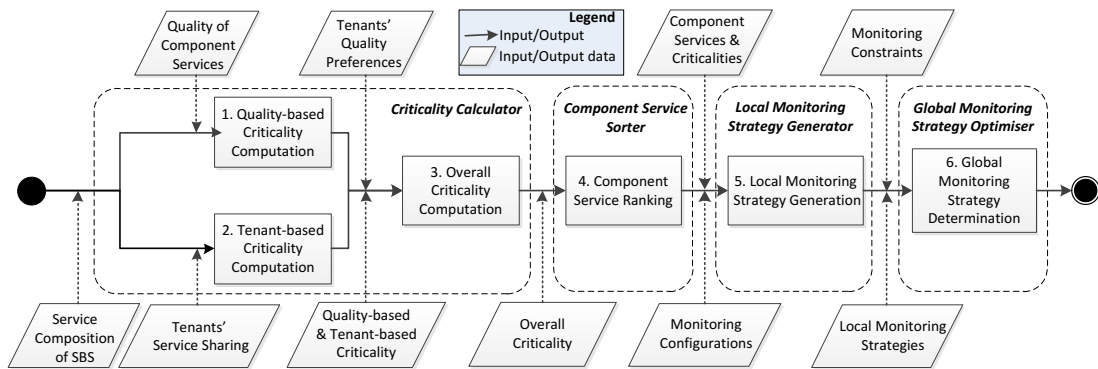 Quality of
Component
Services
Tenants'
Quality
Preferences
Legend
Input/Output
Input/Output data
Component
Services &
Criticalities
Monitoring
Constraints
Criticality Calculator
Component Service
Sorter
Local Monitoring
Strategy Generator
Global Monitoring
Strategy Optimiser
1. Quality-based
Criticality
Computation
2. Tenant-based
Criticality
Computation
3. Overall
Criticality
Computation
4. Component
Service Ranking
5. Local Monitoring
Strategy Generation
6. Global
Monitoring
Strategy
Determination
Service
Composition
of SBS
Tenants'
Service Sharing
Quality-based
& Tenant-based
Criticality
Overall
Criticality
Monitoring
Configurations
Local Monitoring
Strategies